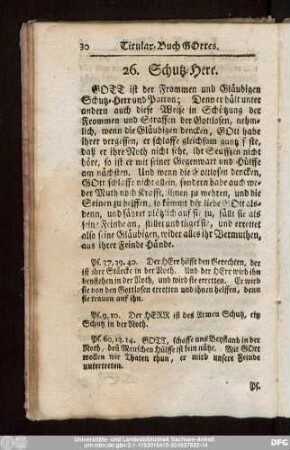 30 Titular-Buch GOttes.
26. Schutz-Herr.
GOTT ist der Frommen und Gläubigen
Schutz-Herr und Patron; Denn er hält unter
andern auch diese Weise in Schützung der
Frommen und Straffen der Gottlosen, nehm-
lich, wenn die Gläubigen dencken, GOtt habe
ihrer vergessen, er schlaffe gleichsam gantz feste,
daß er ihre Noth nicht sehe, ihr Seuffzen nicht
höre, so ist er mit seiner Gegenwart und Hülffe
am nächsten. Und wenn die Gottlosen dencken,
GOtt schlaffe nicht allein, sondern habe auch we-
der Muth noch Krafft, ihnen zu wehren, und die
Seinen zu helffen, so kömmt der liebe GOtt als-
denn, und fähret plötzlich auf sie zu, fällt sie als
seine Feinde an, stillet und tilget sie, und errettet
also seine Gläubigen, wider alles ihr Vermuthen,
aus ihrer Feinde Hände.
Ps. 37, 39. 40. Der HErr hilfft den Gerechten, der
ist ihre Stärcke in der Noth. Und der HErr wird ihn
beystehen in der Noth, und wird sie erretten. Er wird
sie von den Gottlosen erretten und ihnen helffen, denn
sie trauen auf ihn.
Ps. 9, 10. Der HERR ist des Armen Schutz, ein
Schutz in der Noth.
Ps. 60, 13. 14. GOTT, schaffe uns Beystand in der
Noth, denn Menschen Hülffe ist kein nütze. Mit GOtt
wollen wir Thaten thun, er wird unsere Feinde
untertreten.
Ps.
Universitäts- und Landesbibliothek Sachsen-Anhalt
DFG